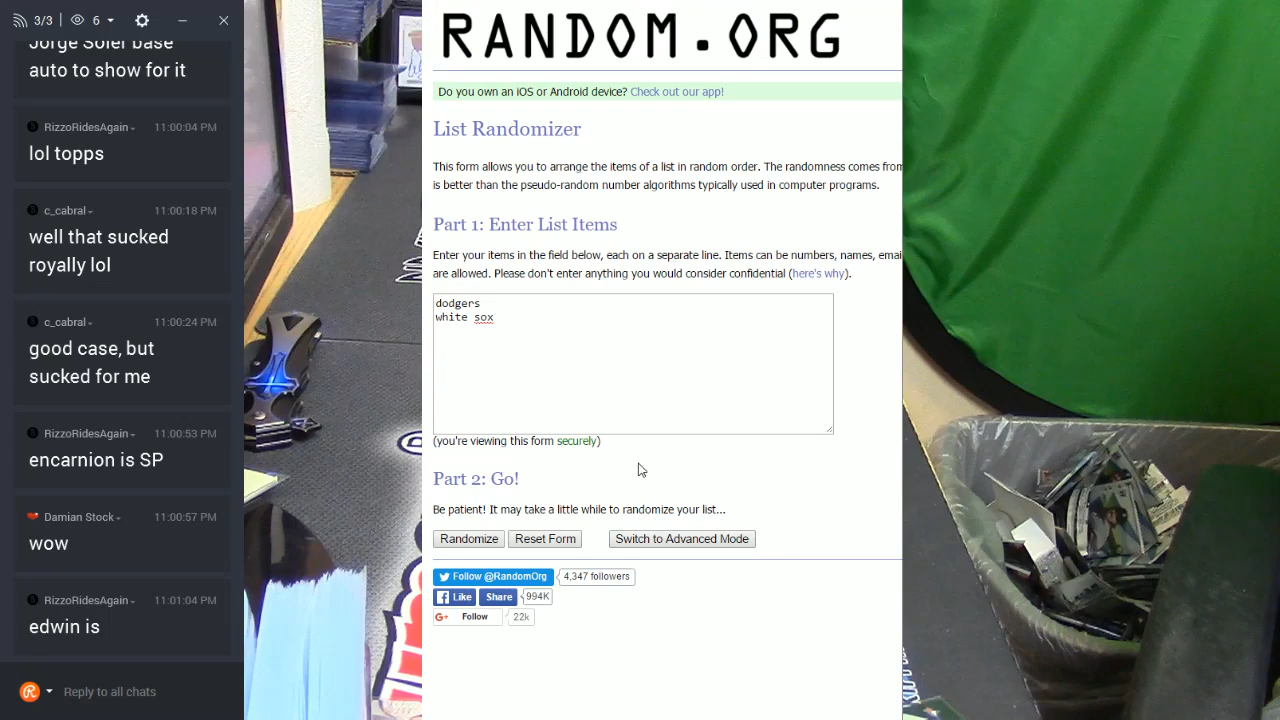 3/3
6
Jorge Soler base
auto to show for it
RizzoRidesAgain 11:00:04 PM
lol topps
c_cabral 11:00:18 PM
well that sucked
royally lol
c_cabral 11:00:24 PM
good case, but
sucked for me
RizzoRidesAgain 11:00:53 PM
encarnion is SP
Damian Stock 11:00:57 PM
wow
RizzoRidesAgain 11:01:04 PM
edwin is
Reply to all chats
RANDOM.ORG
Do you own an iOS or Android device? Check out our app!
List Randomizer
This form allows you to arrange the items of a list in random order. The randomness comes from
is better than the pseudo-random number algorithms typically used in computer programs.
Part 1: Enter List Items
Enter your items in the field below, each on a separate line. Items can be numbers, names, emai
are allowed. Please don't enter anything you would consider confidential (here's why).
dodgers
white sox
(you're viewing this form securely)
Part 2: Go!
Be patient! It may take a little while to randomize your list...
Randomize Reset Form Switch to Advanced Mode
Follow @RandomOrg 4,347 followers
Like Share 994K
G+ Follow 22k